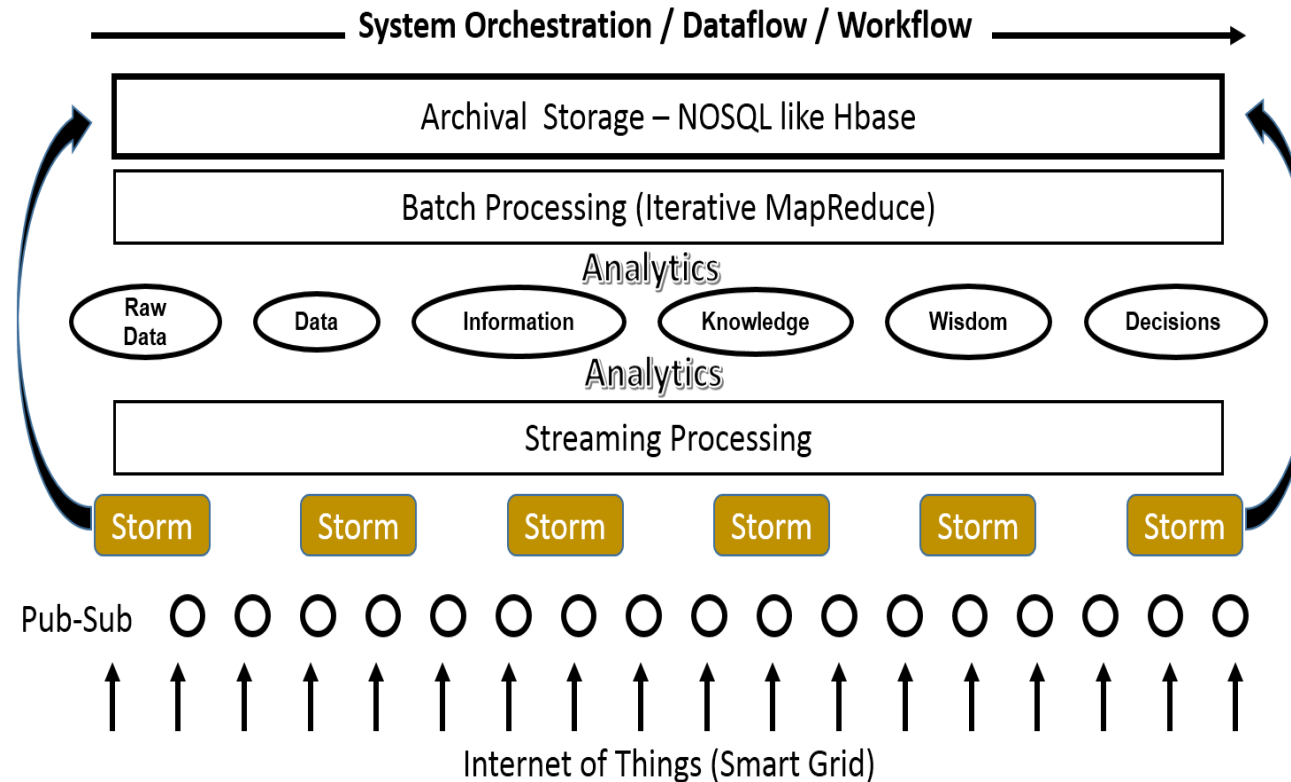 System Orchestration / Dataflow / Workflow
Archival Storage – NOSQL like Hbase
Batch Processing (Iterative MapReduce)
Analytics
Raw
Data
Data
Information
Knowledge
Wisdom
Decisions
Analytics
Streaming Processing
Storm
Storm
Storm
Storm
Storm
Storm
Pub-Sub
Internet of Things (Smart Grid)